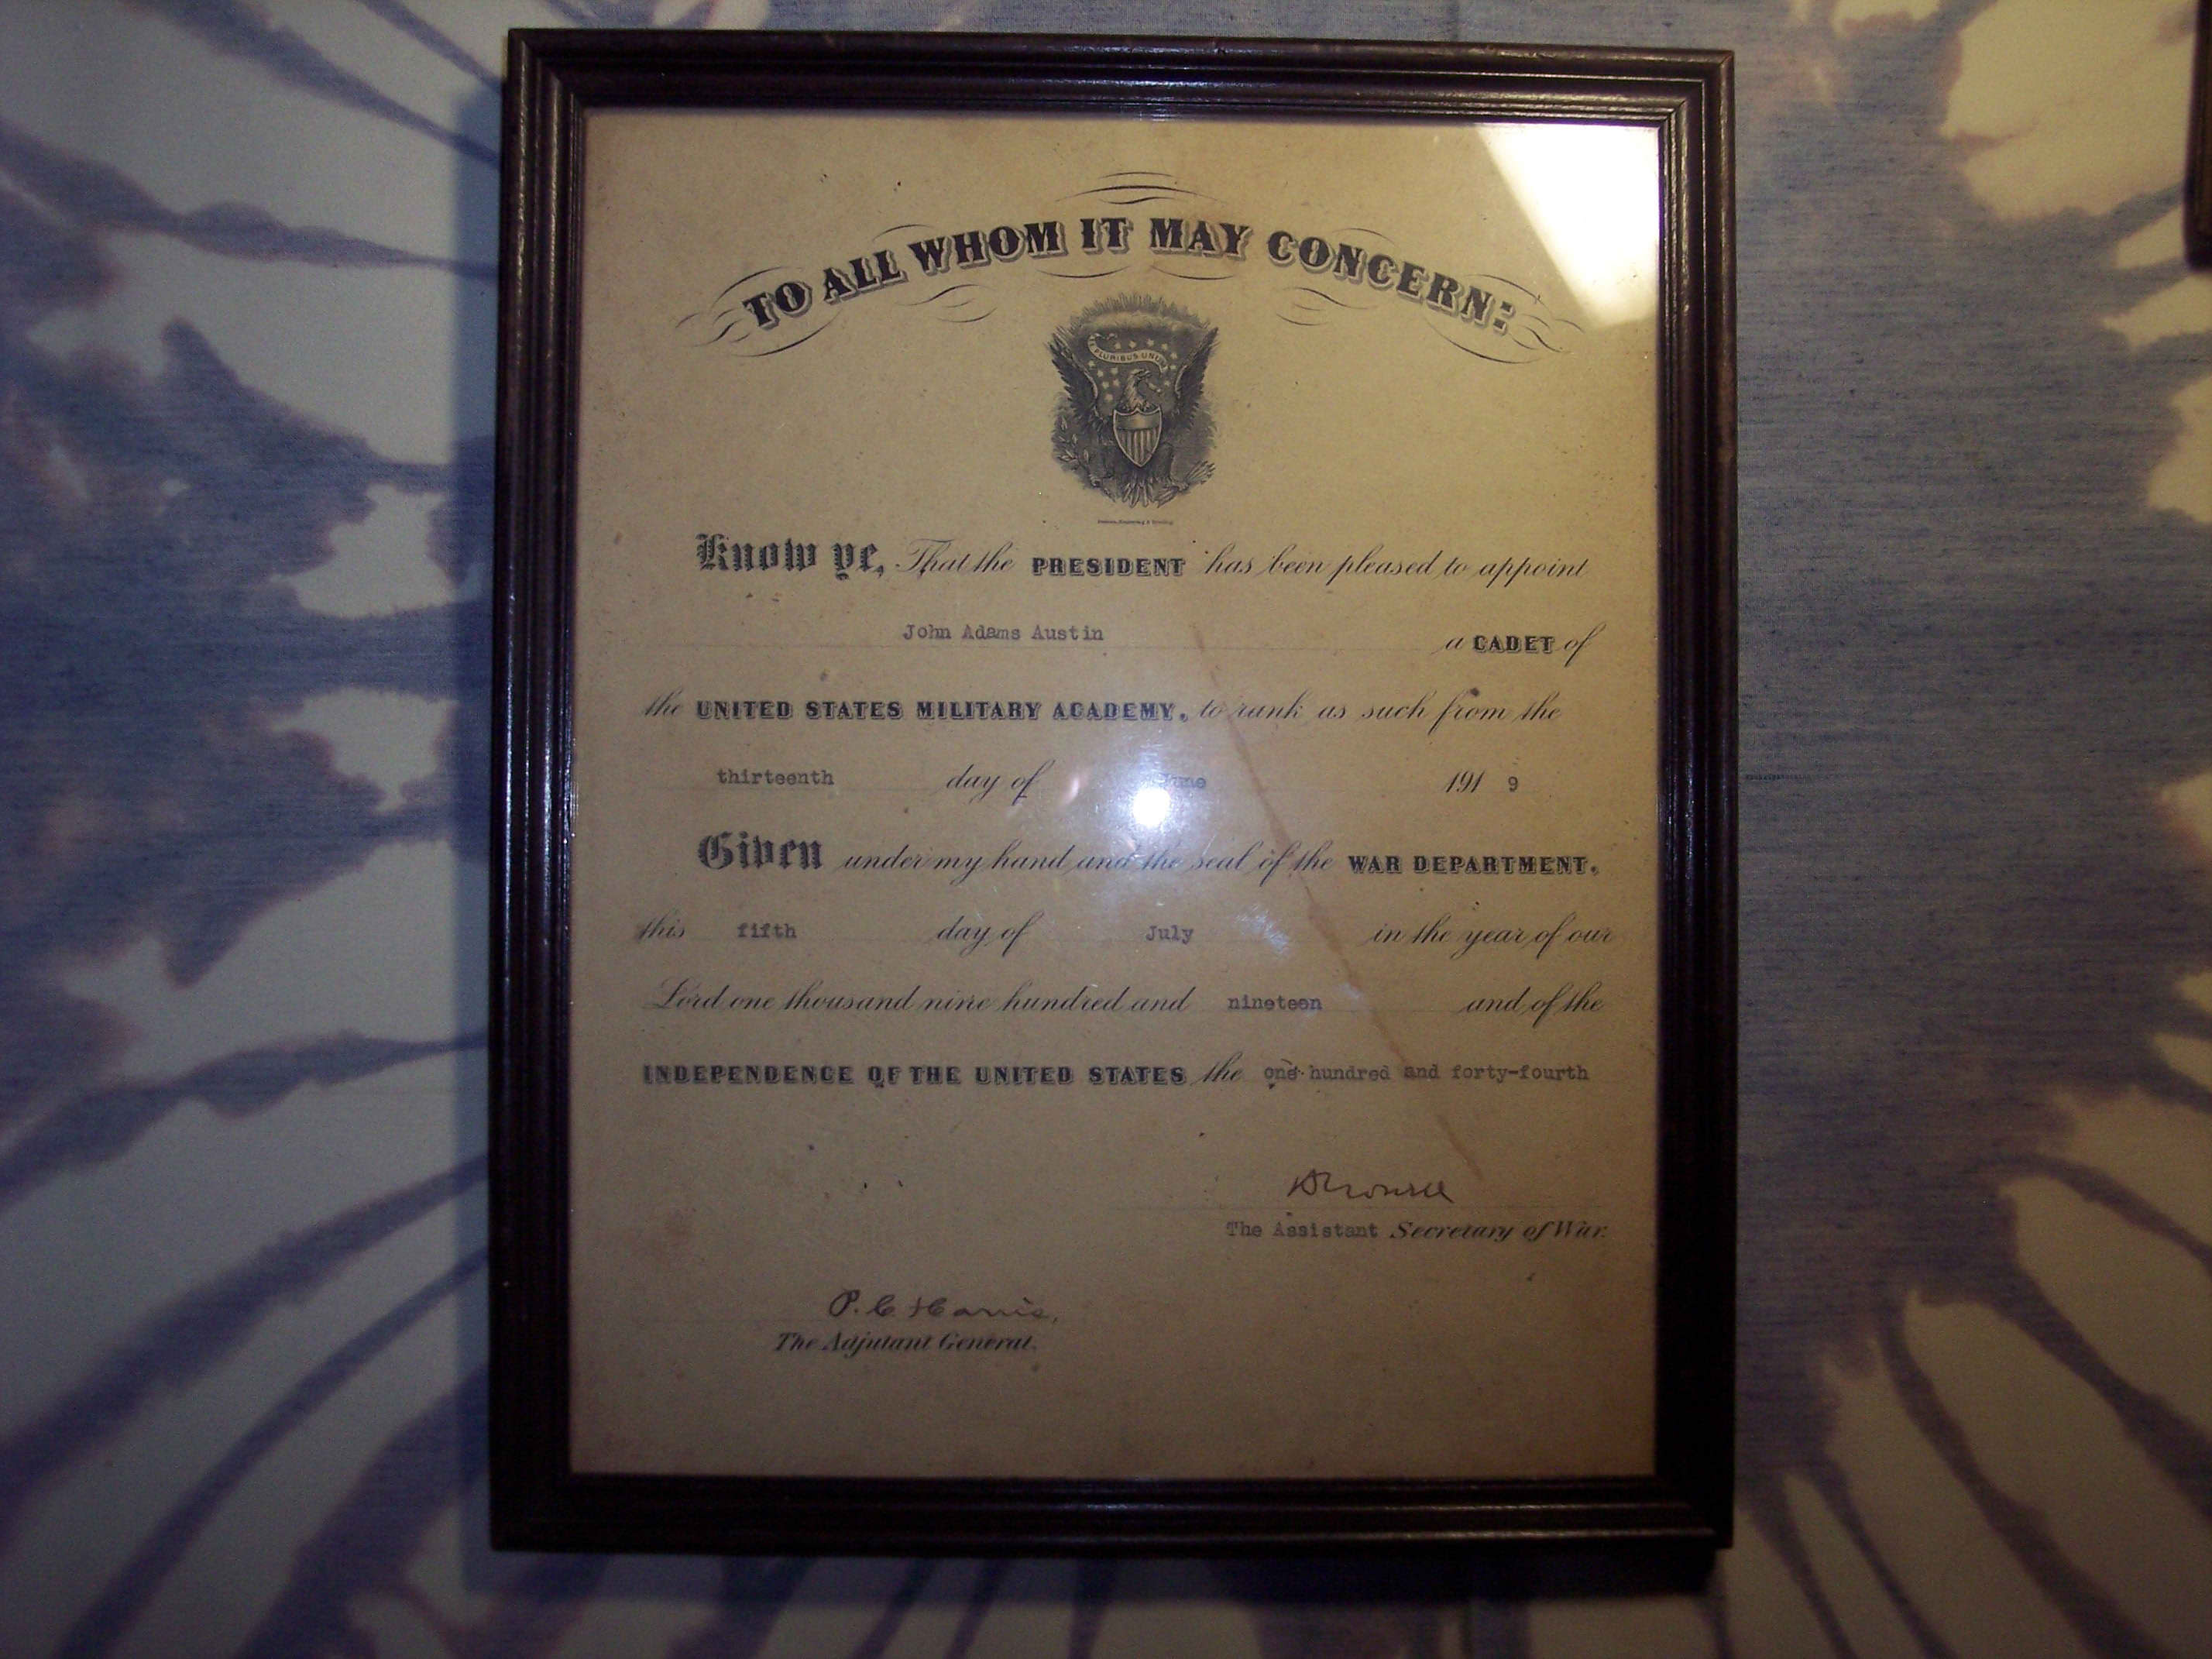 TO ALL WHOM IT MAY CONCERN:
PLURIBUS UNUM
Know ye, That the PRESIDENT has been pleased to appoint
John Adams Austin a CADET of
the UNITED STATES MILITARY ACADEMY, to rank as such from the
thirteenth day of June 191 9
Given under my hand and the seal of the WAR DEPARTMENT,
this fifth day of July in the year of our
Lord one thousand nine hundred and nineteen and of the
INDEPENDENCE OF THE UNITED STATES the one hundred and forty-fourth
The Assistant Secretary of War.
P. C. Harris,
The Adjutant General.